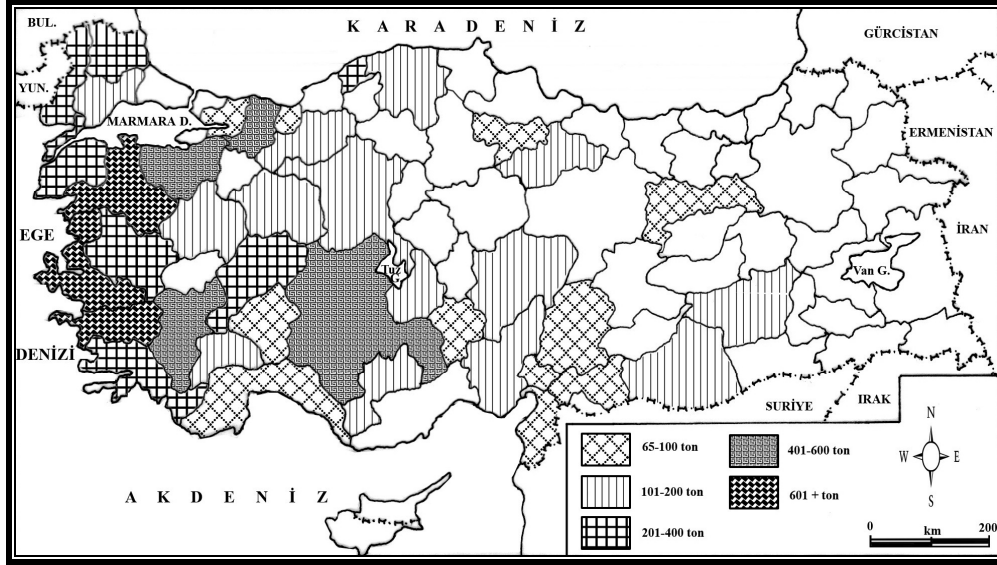 K A R A D E N İ Z
BUL.
GÜRCİSTAN
YUN.
MARMARA D.
ERMENİSTAN
EGE
İRAN
Tuz
G.
Van G.
DENİZİ
SURİYE
IRAK
N
W
E
S
65-100 ton
401-600 ton
101-200 ton
601 + ton
201-400 ton
A K D E N İ Z
0
km
200